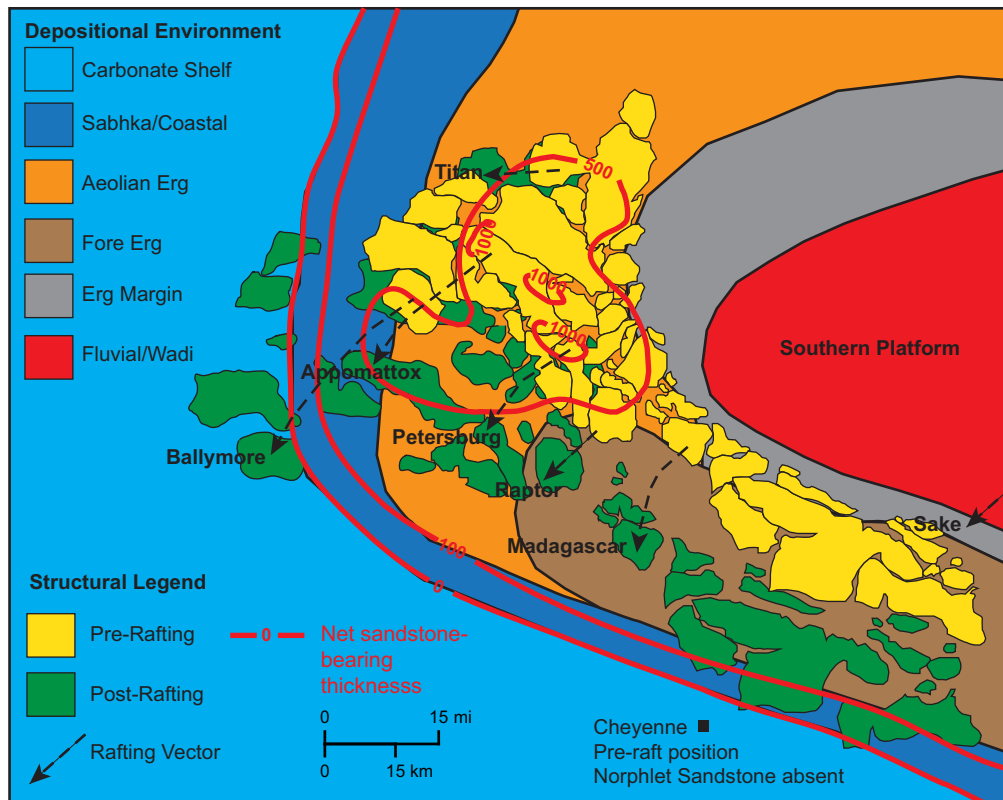 Depositional Environment
Carbonate Shelf
Sabhka/Coastal
Aeolian Erg
Fore Erg
Erg Margin
Fluvial/Wadi
Titan
500
1000
1000
1000
Southern Platform
Appomattox
Petersburg
Ballymore
Raptor
Sake
Madagascar
100
0
Structural Legend
Pre-Rafting
Post-Rafting
Rafting Vector
0
Net sandstone-
bearing
thicknesss
0 15 mi
0 15 km
Cheyenne
Pre-raft position
Norphlet Sandstone absent